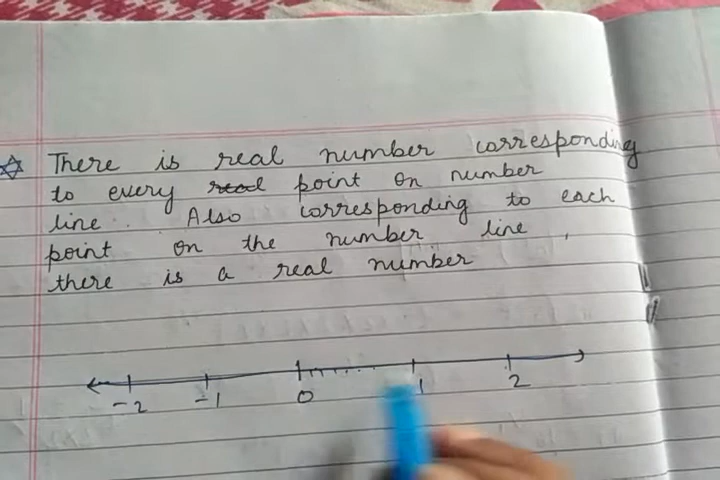 There is real number corresponding
to every real point on number
line. Also corresponding to each
point on the number line,
there is a real number
-2 -1 0 1 2